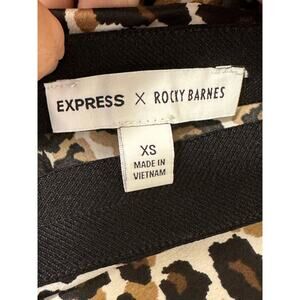 EXPRESS X ROCKY BARNES
XS
MADE IN
VIETNAM